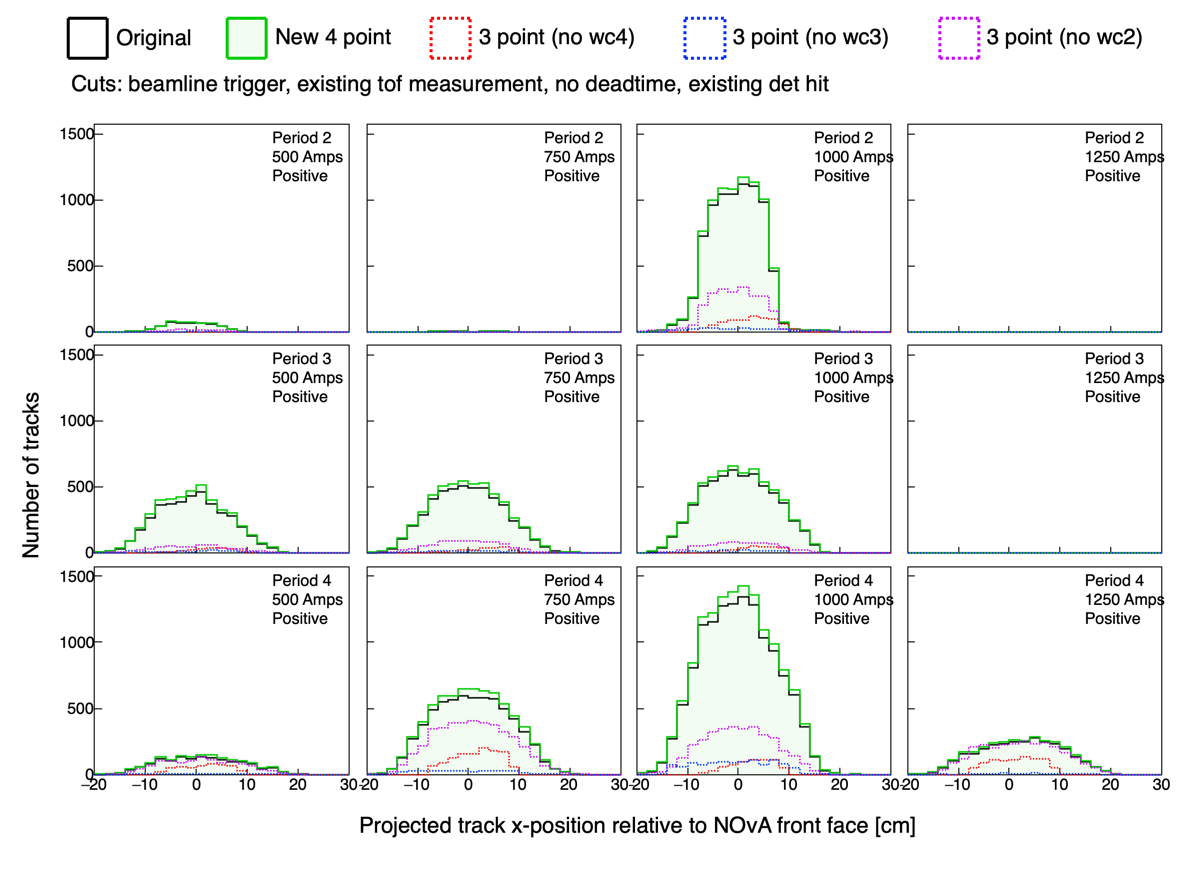 Original New 4 point 3 point (no wc4) 3 point (no wc3) 3 point (no wc2)
Cuts: beamline trigger, existing tof measurement, no deadtime, existing det hit
Number of tracks
1500
1000
500
0
Period 2
500 Amps
Positive
Period 2
750 Amps
Positive
Period 2
1000 Amps
Positive
Period 2
1250 Amps
Positive
1500
1000
500
0
Period 3
500 Amps
Positive
Period 3
750 Amps
Positive
Period 3
1000 Amps
Positive
Period 3
1250 Amps
Positive
1500
1000
500
0
Period 4
500 Amps
Positive
Period 4
750 Amps
Positive
Period 4
1000 Amps
Positive
Period 4
1250 Amps
Positive
−20 −10 0 10 20 30 −20 −10 0 10 20 30 −20 −10 0 10 20 30 −20 −10 0 10 20 30
Projected track x-position relative to NOvA front face [cm]